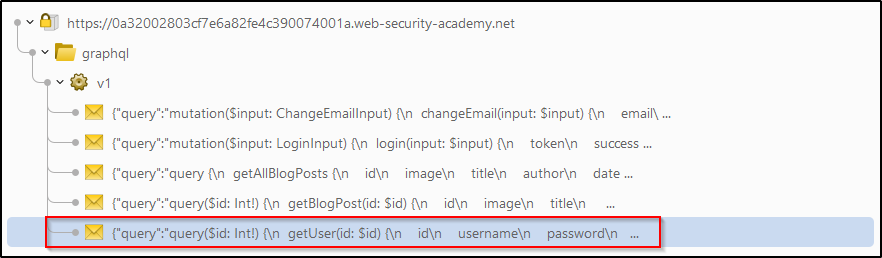 https://0a32002803cf7e6a82fe4c390074001a.web-security-academy.net
graphql
v1
{"query":"mutation($input: ChangeEmailInput) {\n changeEmail(input: $input) {\n email\ ...
{"query":"mutation($input: LoginInput) {\n login(input: $input) {\n token\n success ...
{"query":"query {\n getAllBlogPosts {\n id\n image\n title\n author\n date ...
{"query":"query($id: Int!) {\n getBlogPost(id: $id) {\n id\n image\n title\n ...
{"query":"query($id: Int!) {\n getUser(id: $id) {\n id\n username\n password\n ...